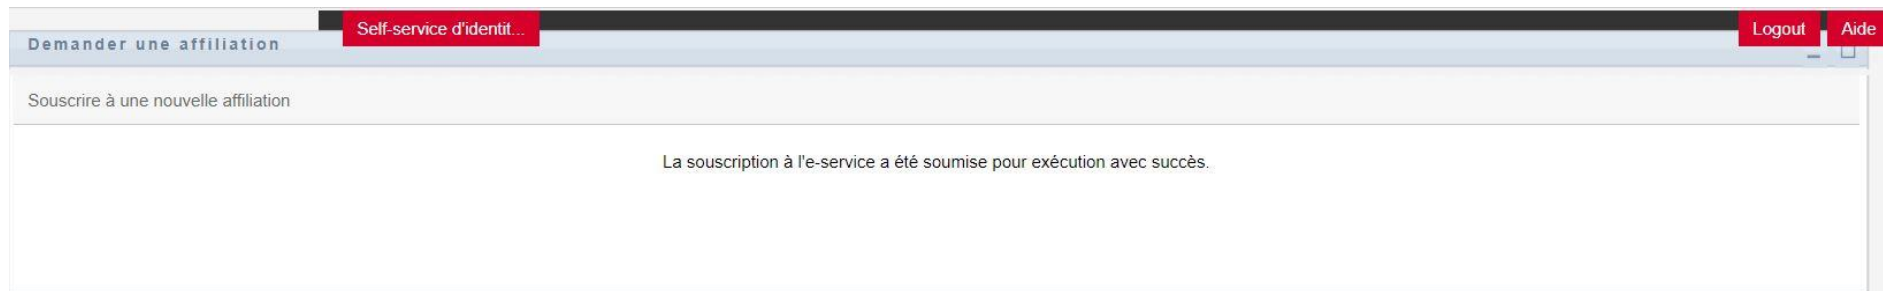 Self-service d'identit...
Logout
Aide
Demander une affiliation
Souscrire à une nouvelle affiliation
La souscription à l'e-service a été soumise pour exécution avec succès.